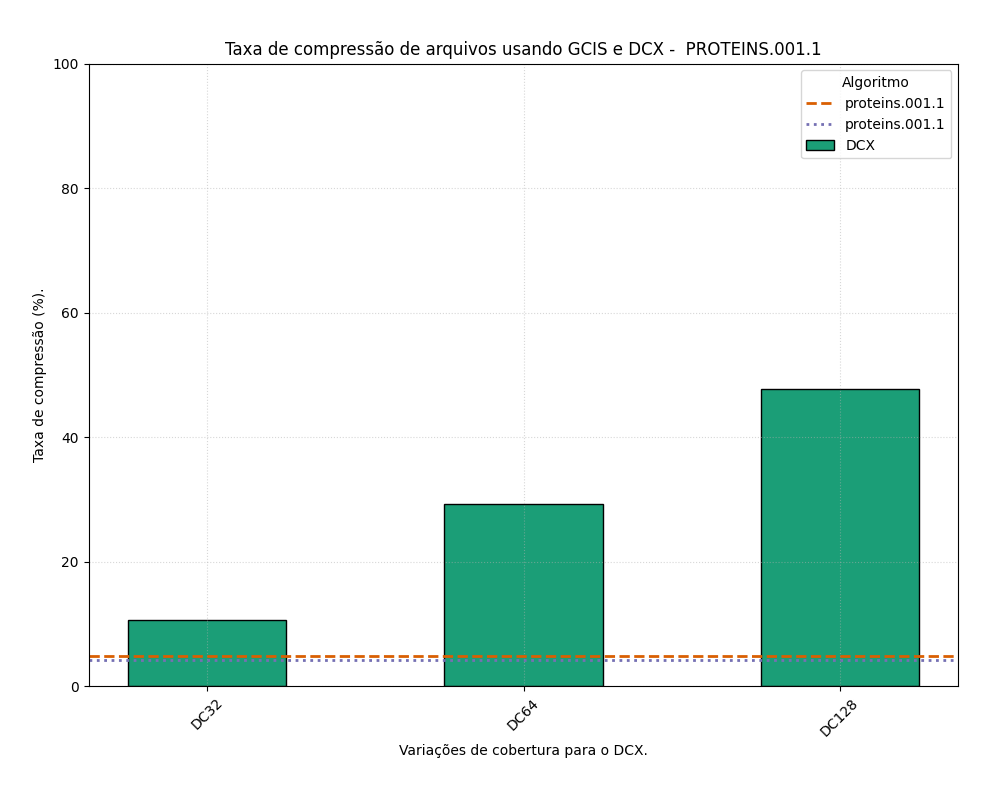 Taxa de compressão de arquivos usando GCIS e DCX -  PROTEINS.001.1
Algoritmo
proteins.001.1
proteins.001.1
DCX
Taxa de compressão (%).
100
80
60
40
20
0
DC32
DC64
DC128
Variações de cobertura para o DCX.